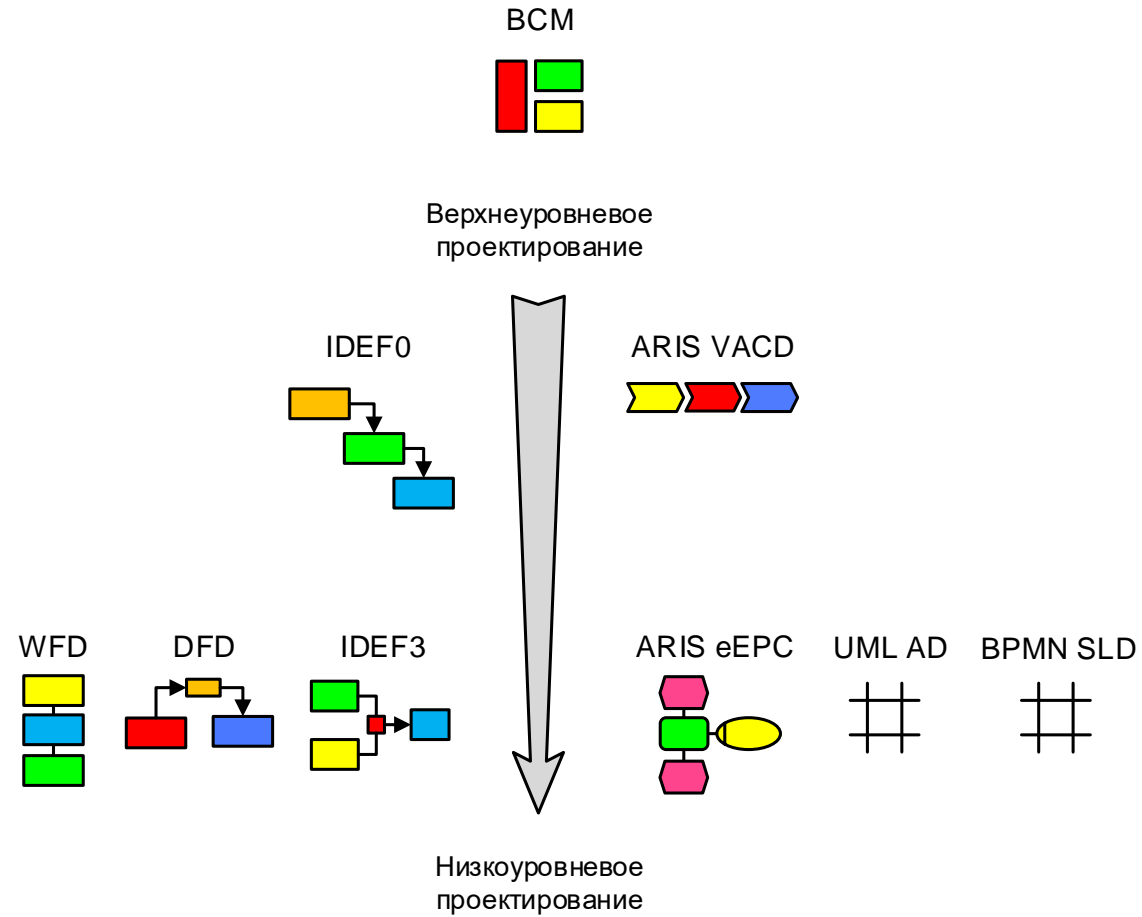 BCM
Верхнеуровневое
проектирование
IDEF0
ARIS VACD
WFD
DFD
IDEF3
ARIS eEPC
UML AD
BPMN SLD
Низкоуровневое
проектирование